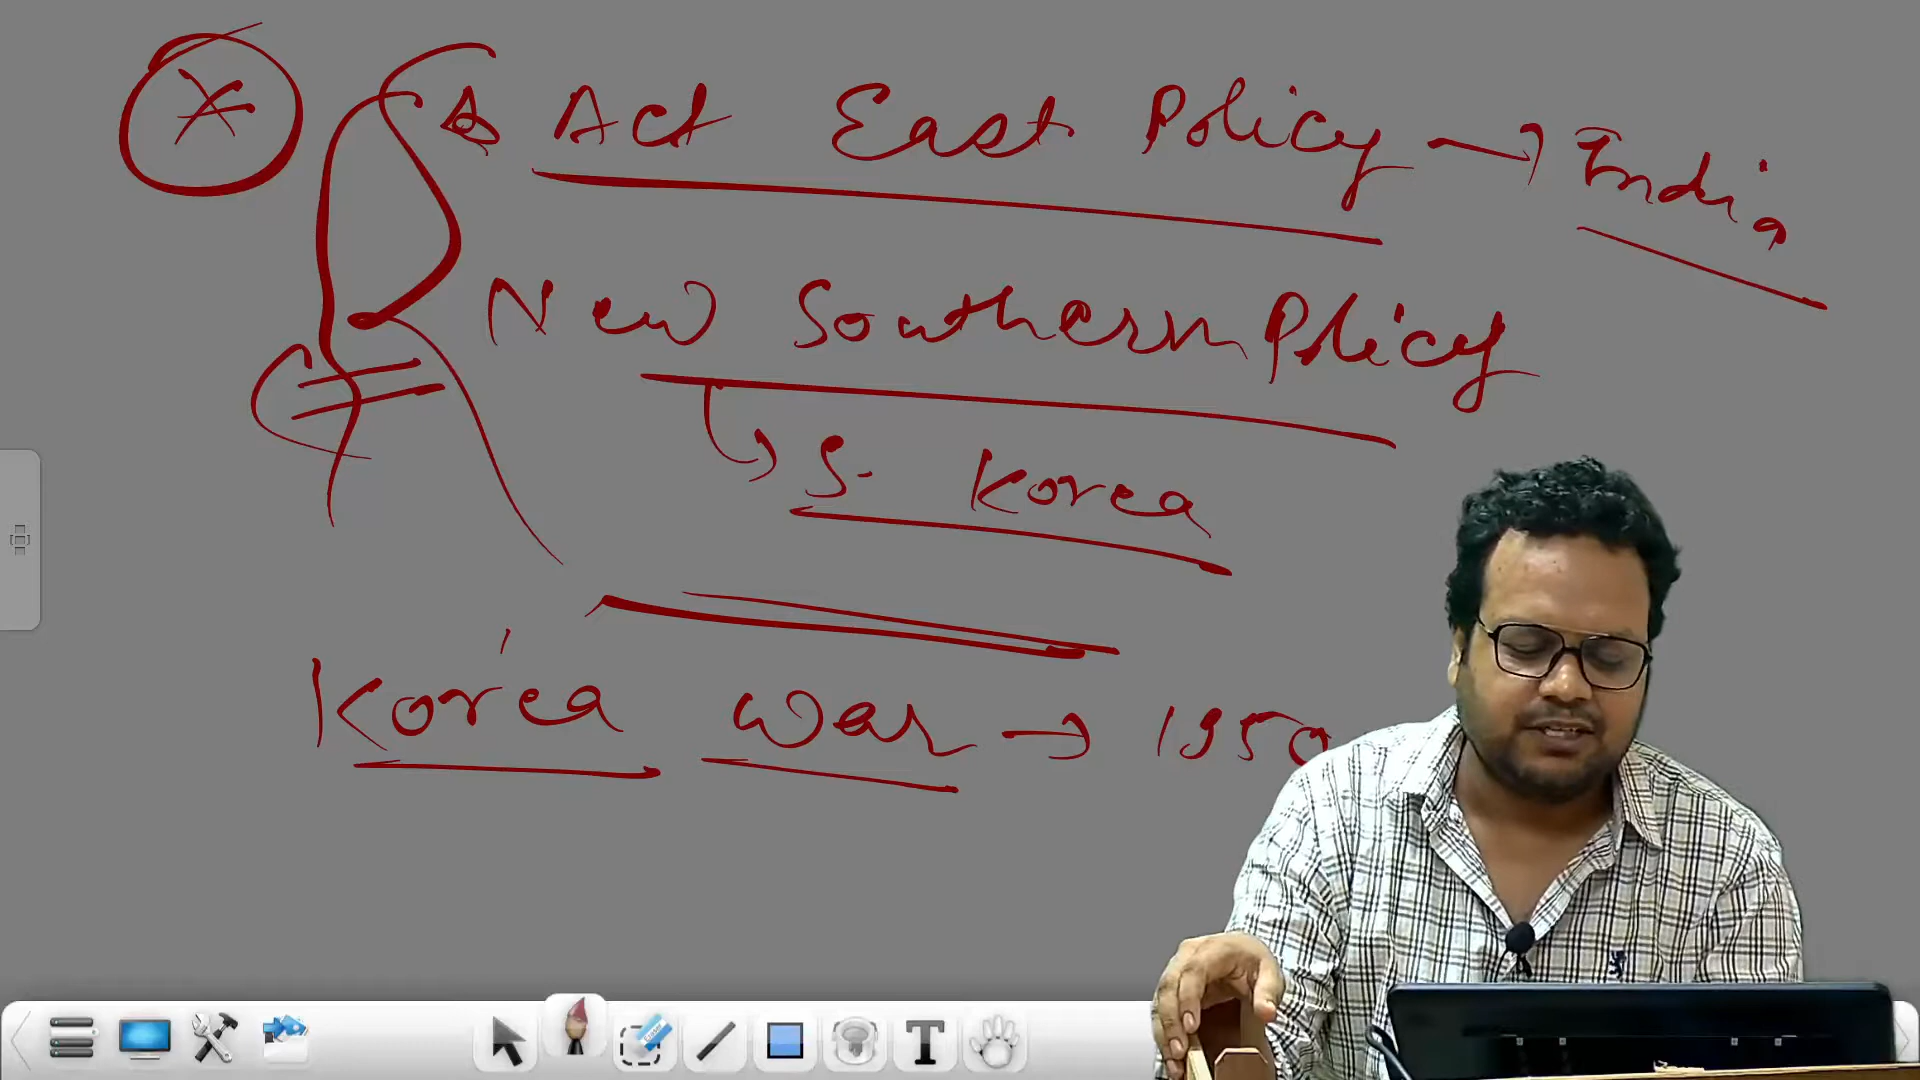 Act East Policy → India
New Southern Policy
S. Korea
Korea war → 1950
T